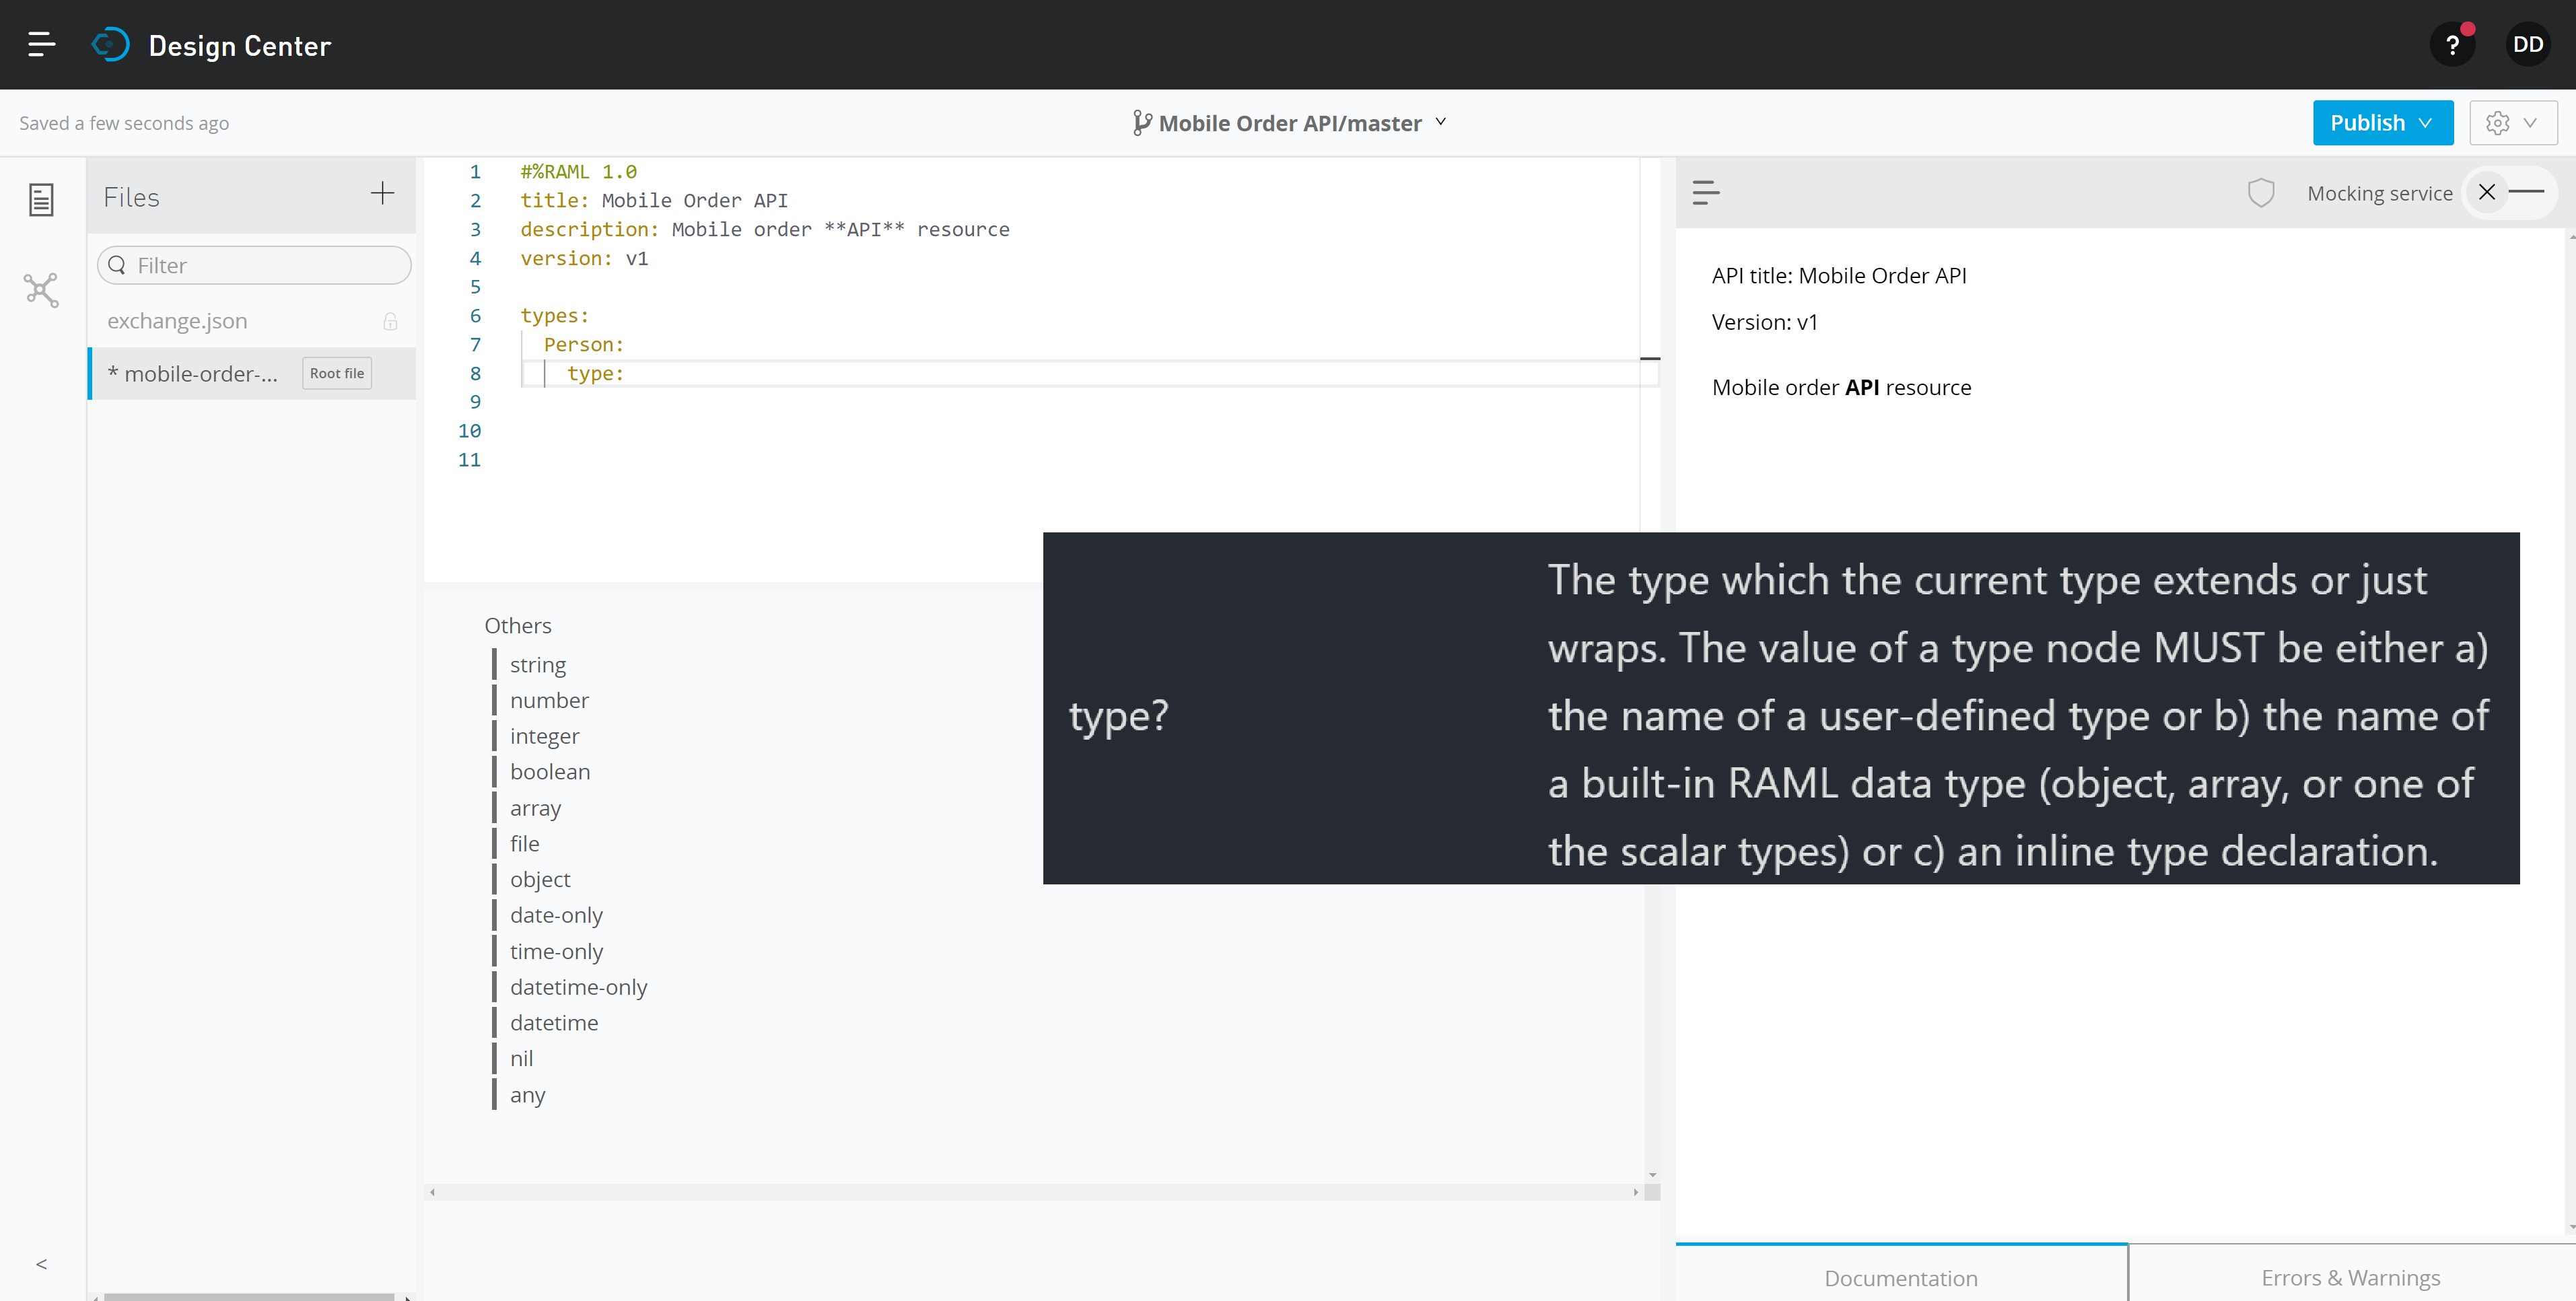 Design Center
?
DD
Saved a few seconds ago
Mobile Order API/master
Publish
Files
Filter
exchange.json
* mobile-order-...
Root file
1 #%RAML 1.0
2 title: Mobile Order API
3 description: Mobile order **API** resource
4 version: v1
5
6 types:
7 Person:
8 type:
9
10
11
Others
string
number
integer
boolean
array
file
object
date-only
time-only
datetime-only
datetime
nil
any
Mocking service
API title: Mobile Order API
Version: v1
Mobile order API resource
type?
The type which the current type extends or just
wraps. The value of a type node MUST be either a)
the name of a user-defined type or b) the name of
a built-in RAML data type (object, array, or one of
the scalar types) or c) an inline type declaration.
<
Documentation
Errors & Warnings